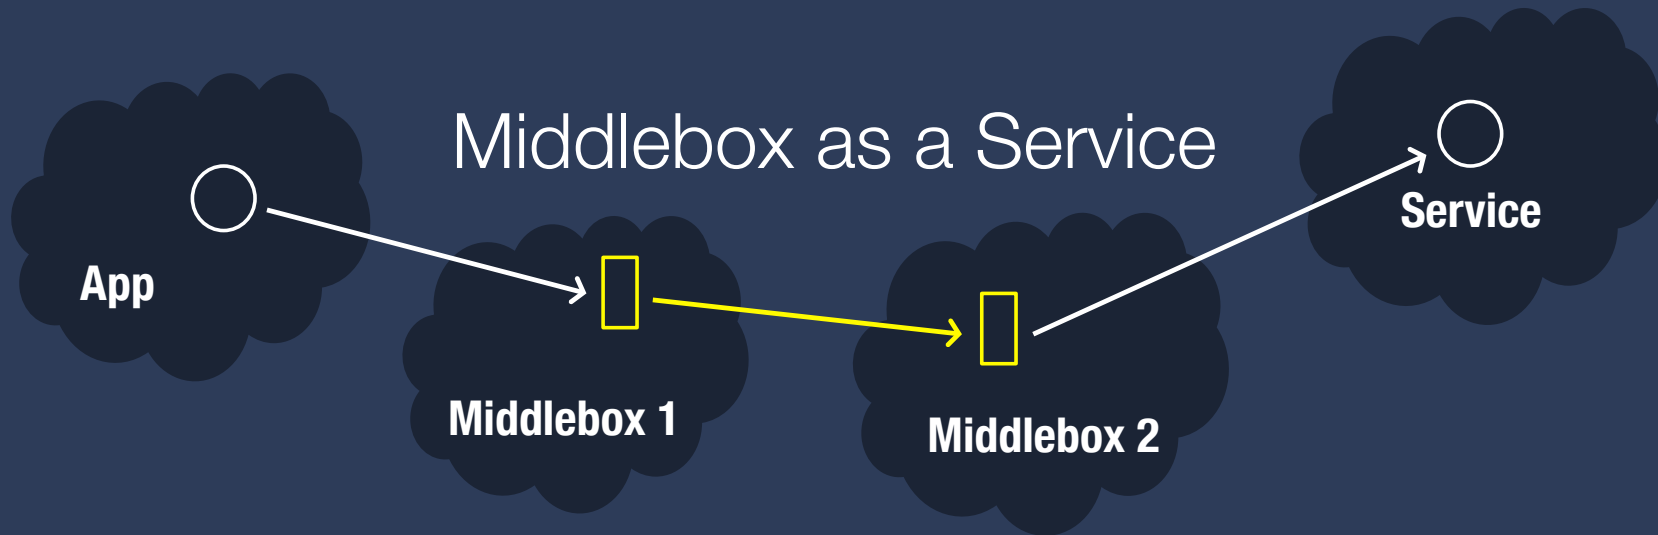 Middlebox as a Service
App
Middlebox 1
Middlebox 2
Service